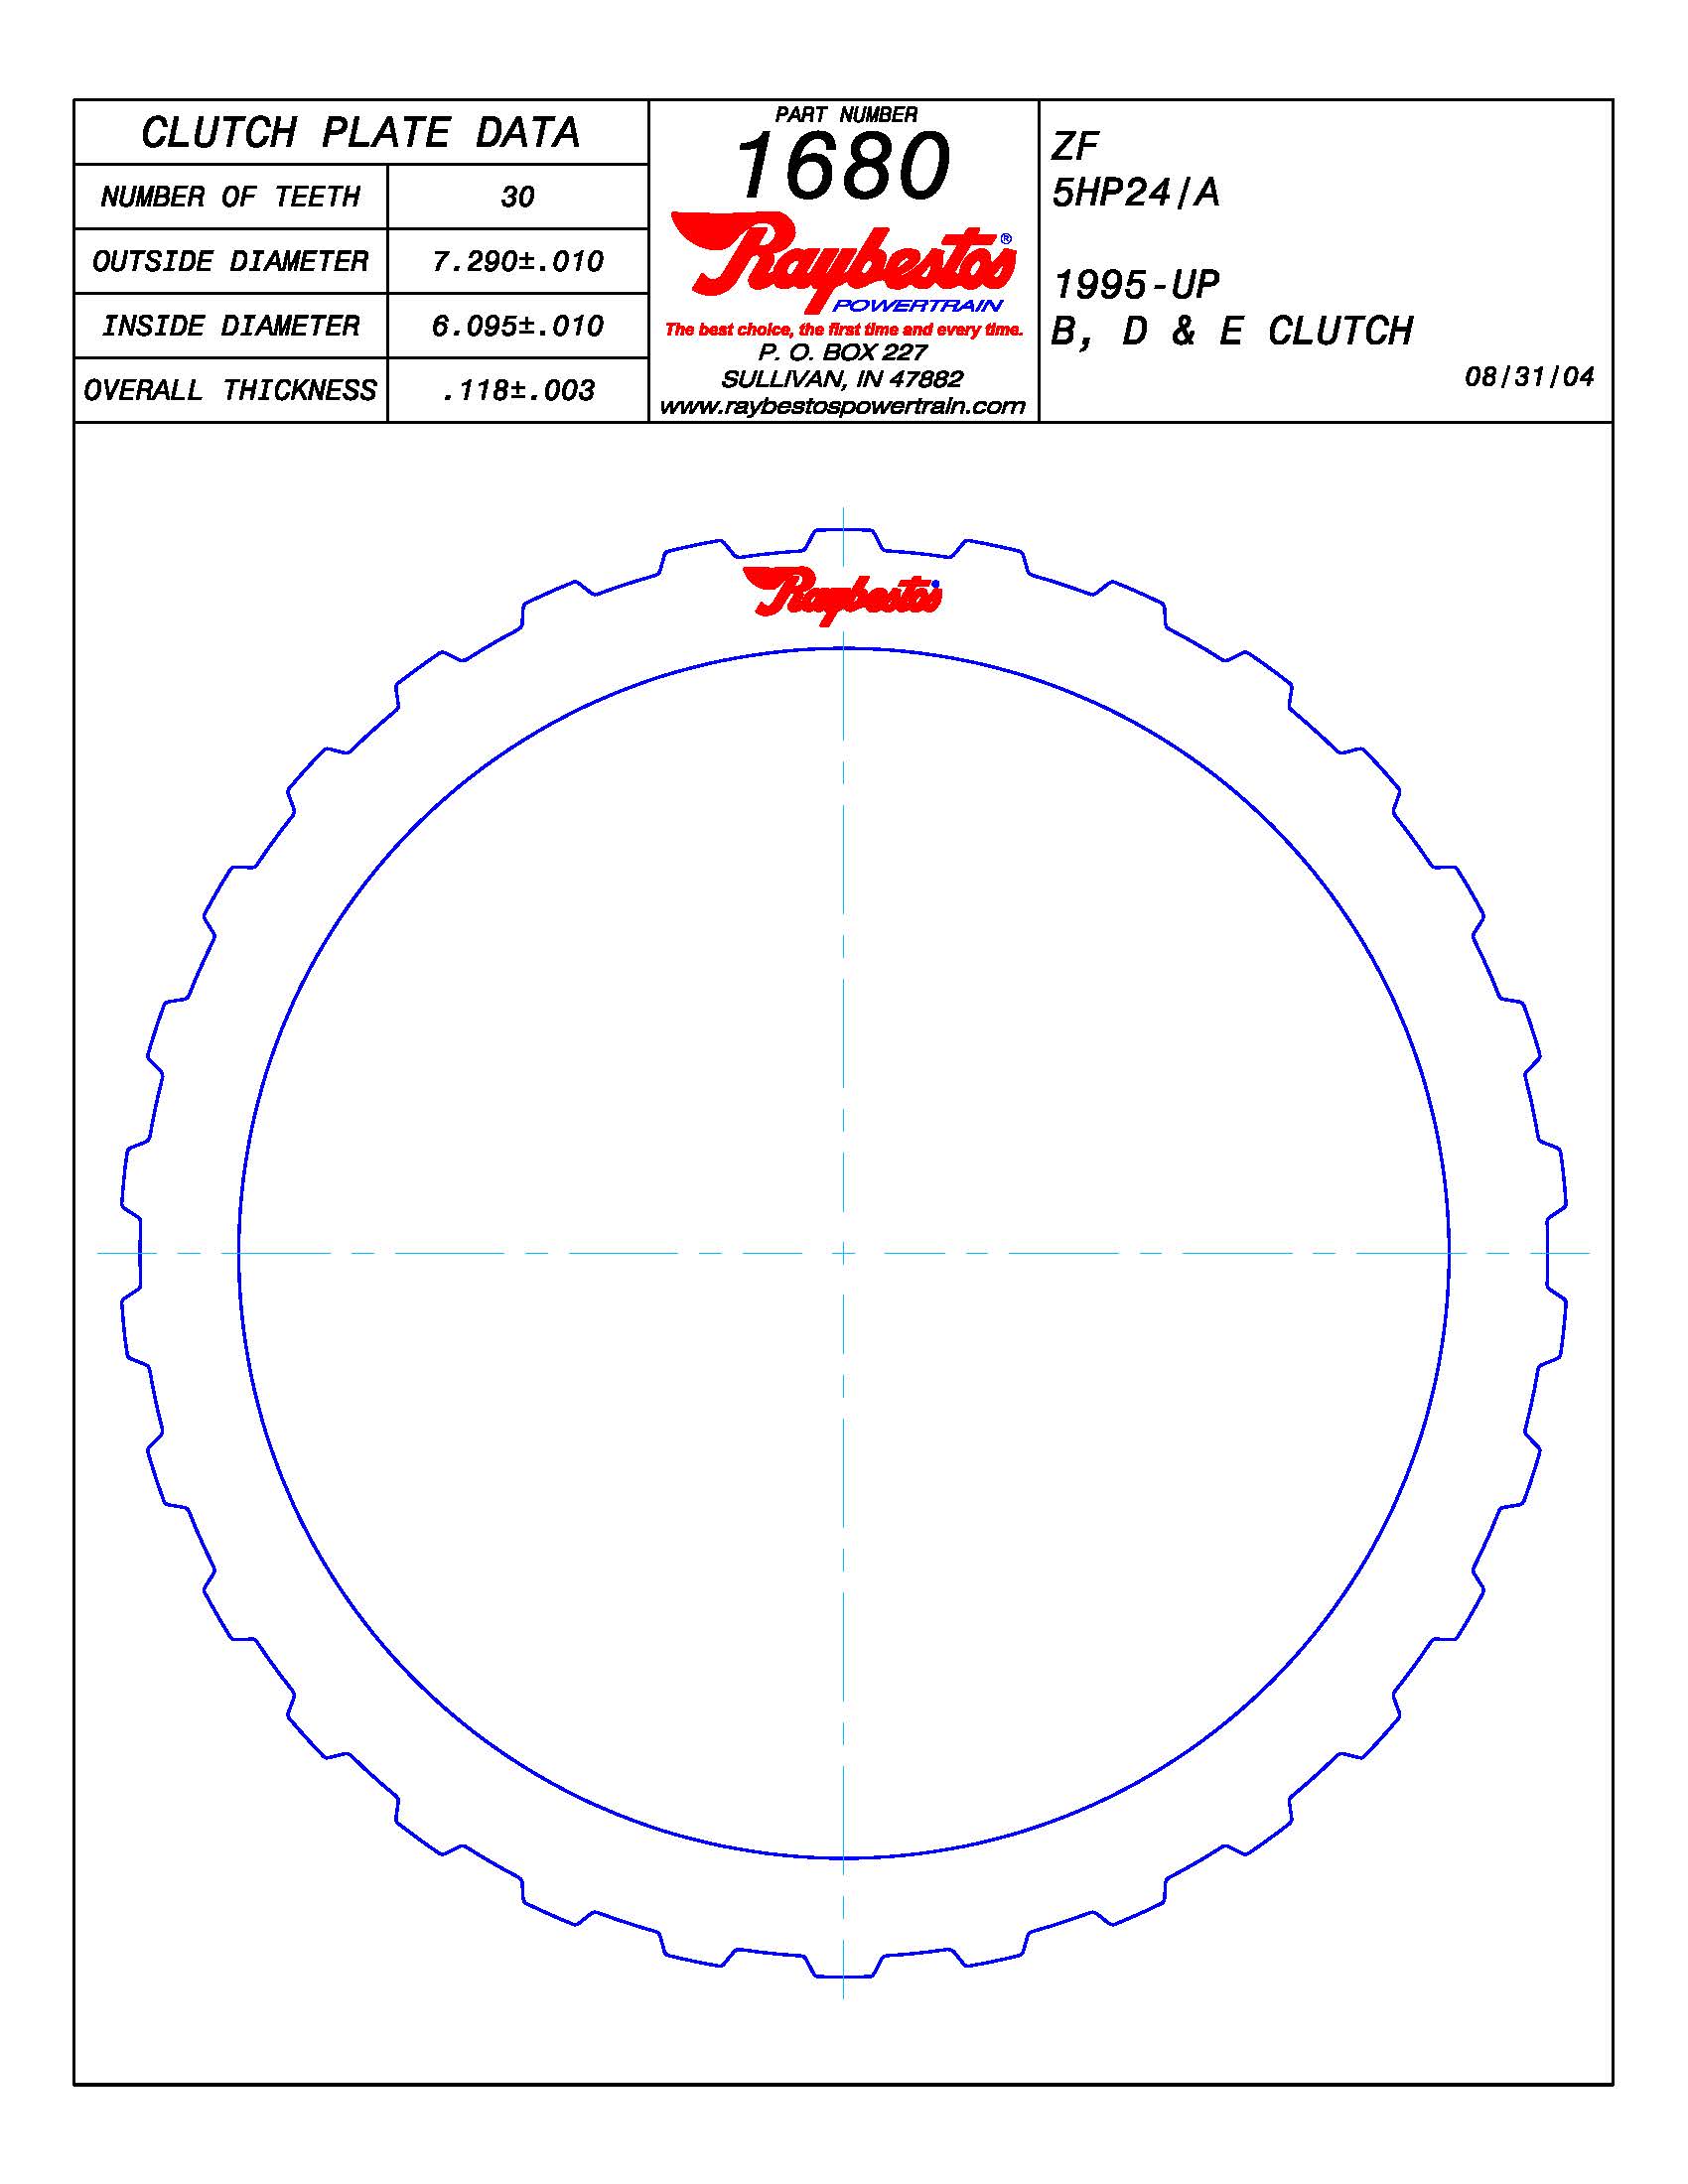 CLUTCH PLATE DATA
NUMBER OF TEETH 30
OUTSIDE DIAMETER 7.290±.010
INSIDE DIAMETER 6.095±.010
OVERALL THICKNESS .118±.003
PART NUMBER
1680
Raybestos®
POWERTRAIN
The best choice, the first time and every time.
P. O. BOX 227
SULLIVAN, IN 47882
www.raybestospowertrain.com
ZF
5HP24/A
1995-UP
B, D & E CLUTCH
08/31/04
Raybestos